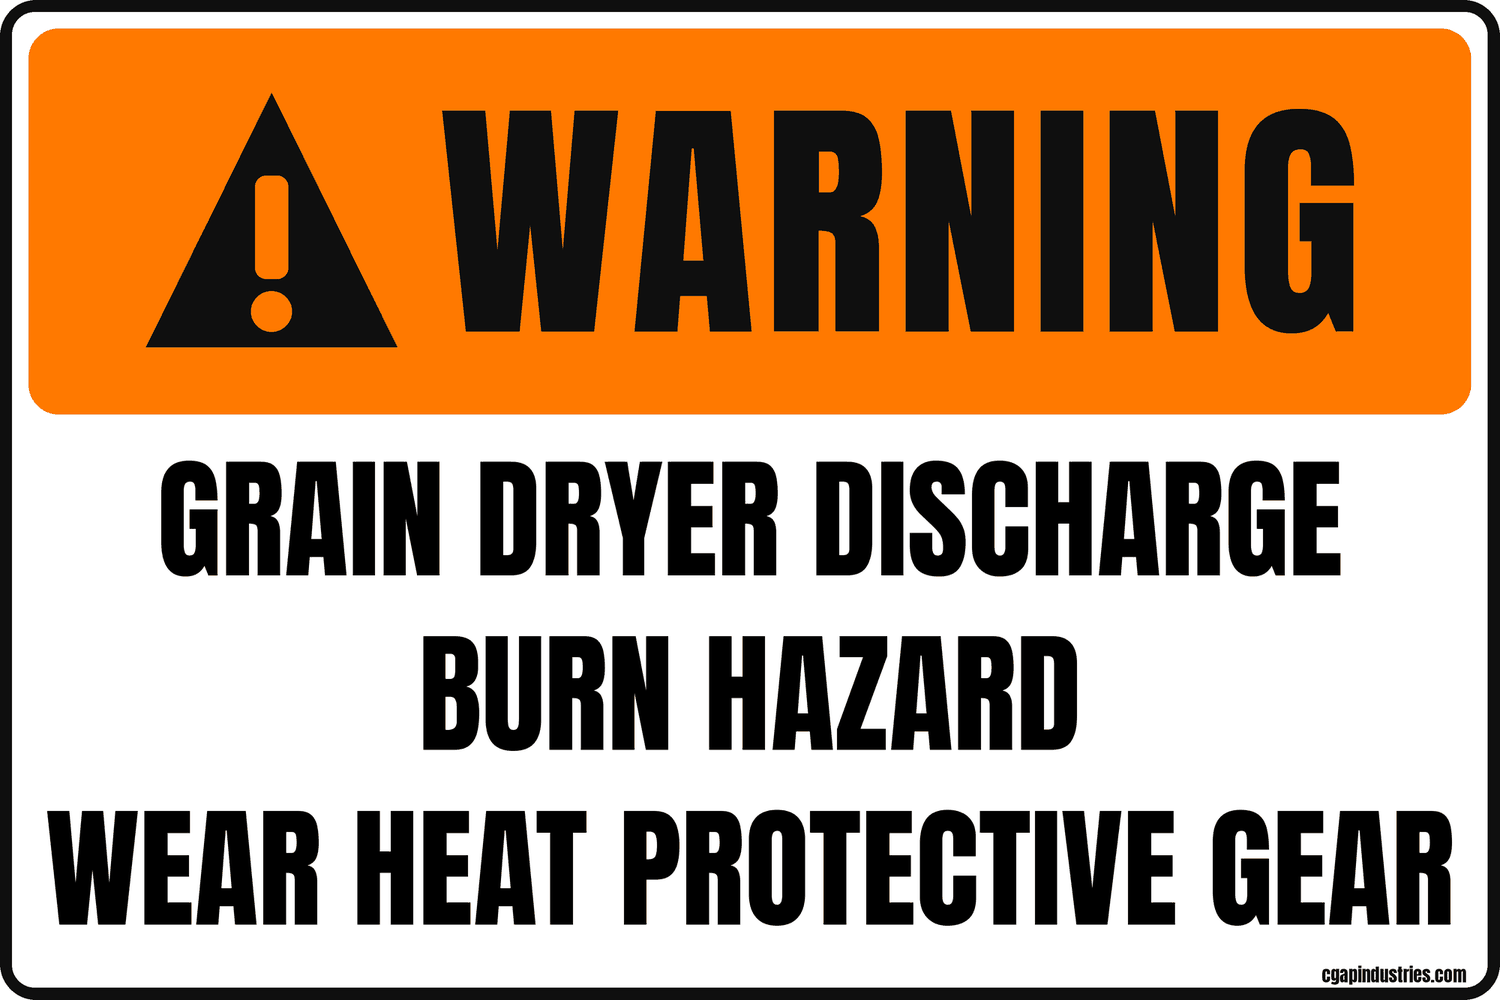 WARNING
GRAIN DRYER DISCHARGE
BURN HAZARD
WEAR HEAT PROTECTIVE GEAR
cgapindustries.com